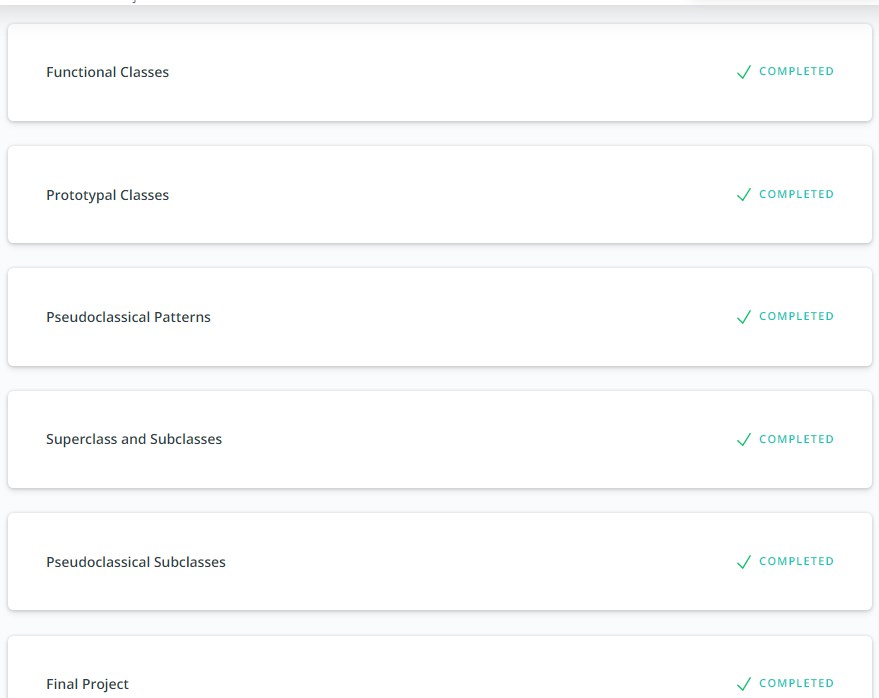 Functional Classes COMPLETED
Prototypal Classes COMPLETED
Pseudoclassical Patterns COMPLETED
Superclass and Subclasses COMPLETED
Pseudoclassical Subclasses COMPLETED
Final Project COMPLETED